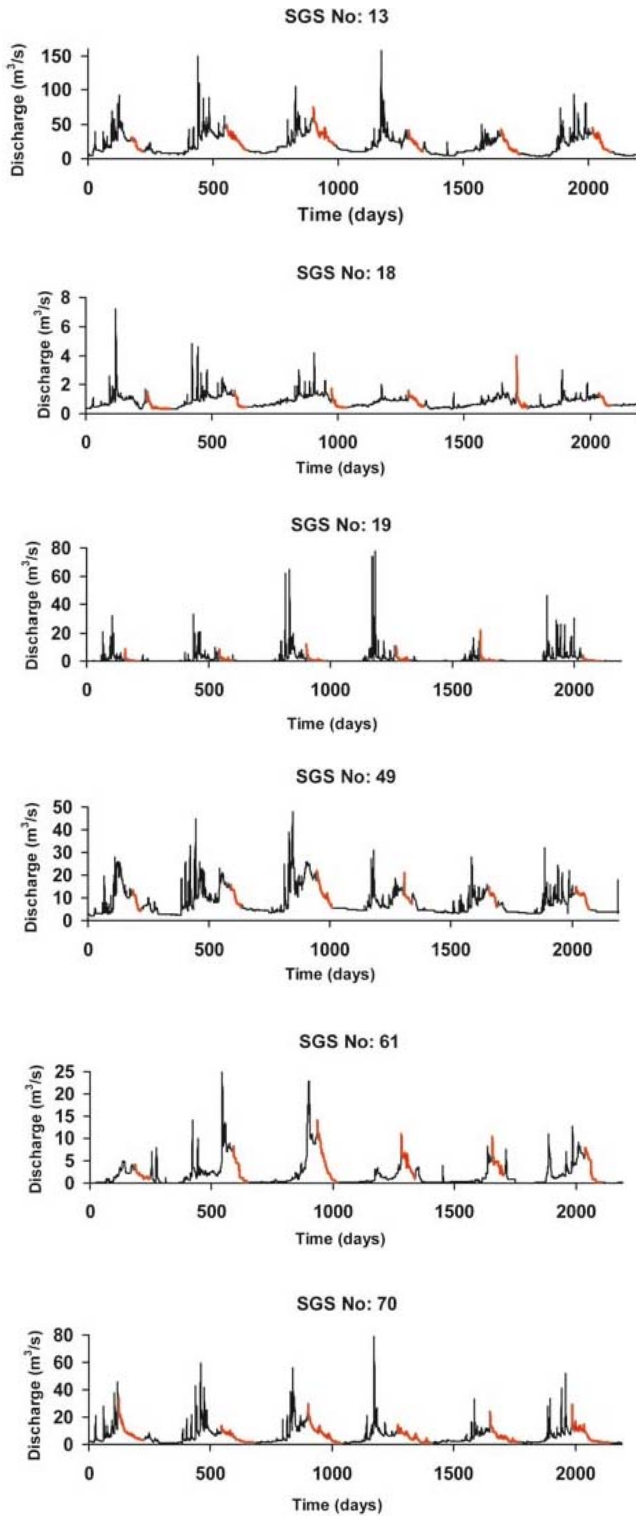 SGS No: 13
Discharge (m³/s)
150
100
50
0
0 500 1000 1500 2000
Time (days)
SGS No: 18
Discharge (m³/s)
8
6
4
2
0
0 500 1000 1500 2000
Time (days)
SGS No: 19
Discharge (m³/s)
80
60
40
20
0
0 500 1000 1500 2000
Time (days)
SGS No: 49
Discharge (m³/s)
50
40
30
20
10
0
0 500 1000 1500 2000
Time (days)
SGS No: 61
Discharge (m³/s)
25
20
15
10
5
0
0 500 1000 1500 2000
Time (days)
SGS No: 70
Discharge (m³/s)
80
60
40
20
0
0 500 1000 1500 2000
Time (days)